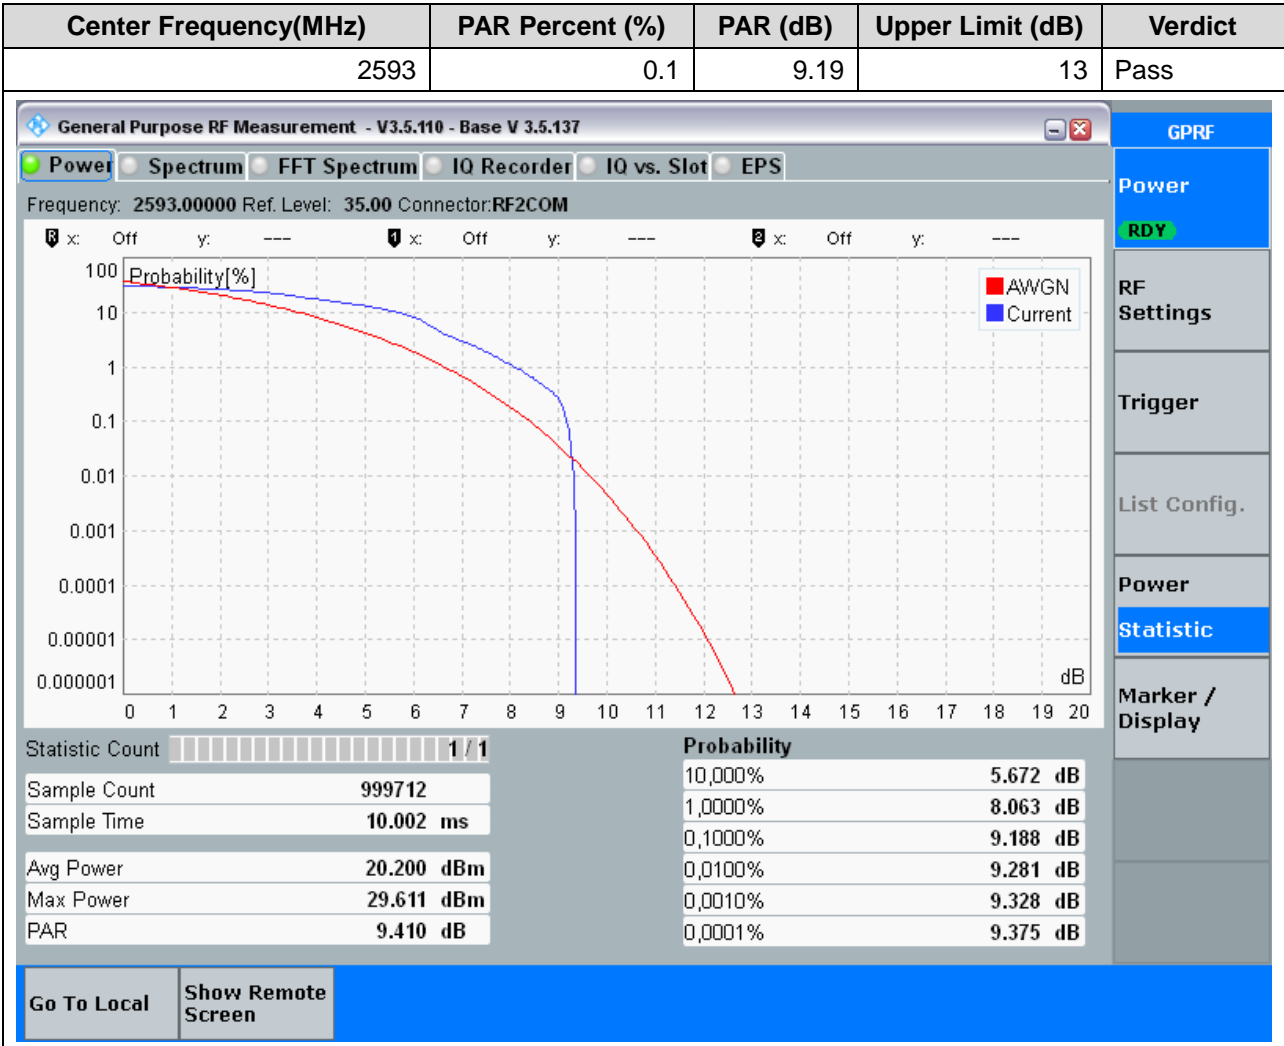 Center Frequency(MHz) PAR Percent (%) PAR (dB) Upper Limit (dB) Verdict
2593 0.1 9.19 13 Pass
General Purpose RF Measurement - V3.5.110 - Base V 3.5.137
GPRF
Power Spectrum FFT Spectrum IQ Recorder IQ vs. Slot EPS
Power
RDY
Frequency: 2593.00000 Ref. Level: 35.00 Connector:RF2COM
R x: Off y: --- 1 x: Off y: --- 2 x: Off y: ---
Probability[%]
AWGN
Current
100
10
1
0.1
0.01
0.001
0.0001
0.00001
0.000001
dB
0 1 2 3 4 5 6 7 8 9 10 11 12 13 14 15 16 17 18 19 20
RF
Settings
Trigger
List Config.
Power
Statistic
Marker /
Display
Statistic Count 1 / 1
Sample Count 999712
Sample Time 10.002 ms
Avg Power 20.200 dBm
Max Power 29.611 dBm
PAR 9.410 dB
Probability
10,000% 5.672 dB
1,0000% 8.063 dB
0,1000% 9.188 dB
0,0100% 9.281 dB
0,0010% 9.328 dB
0,0001% 9.375 dB
Go To Local
Show Remote
Screen